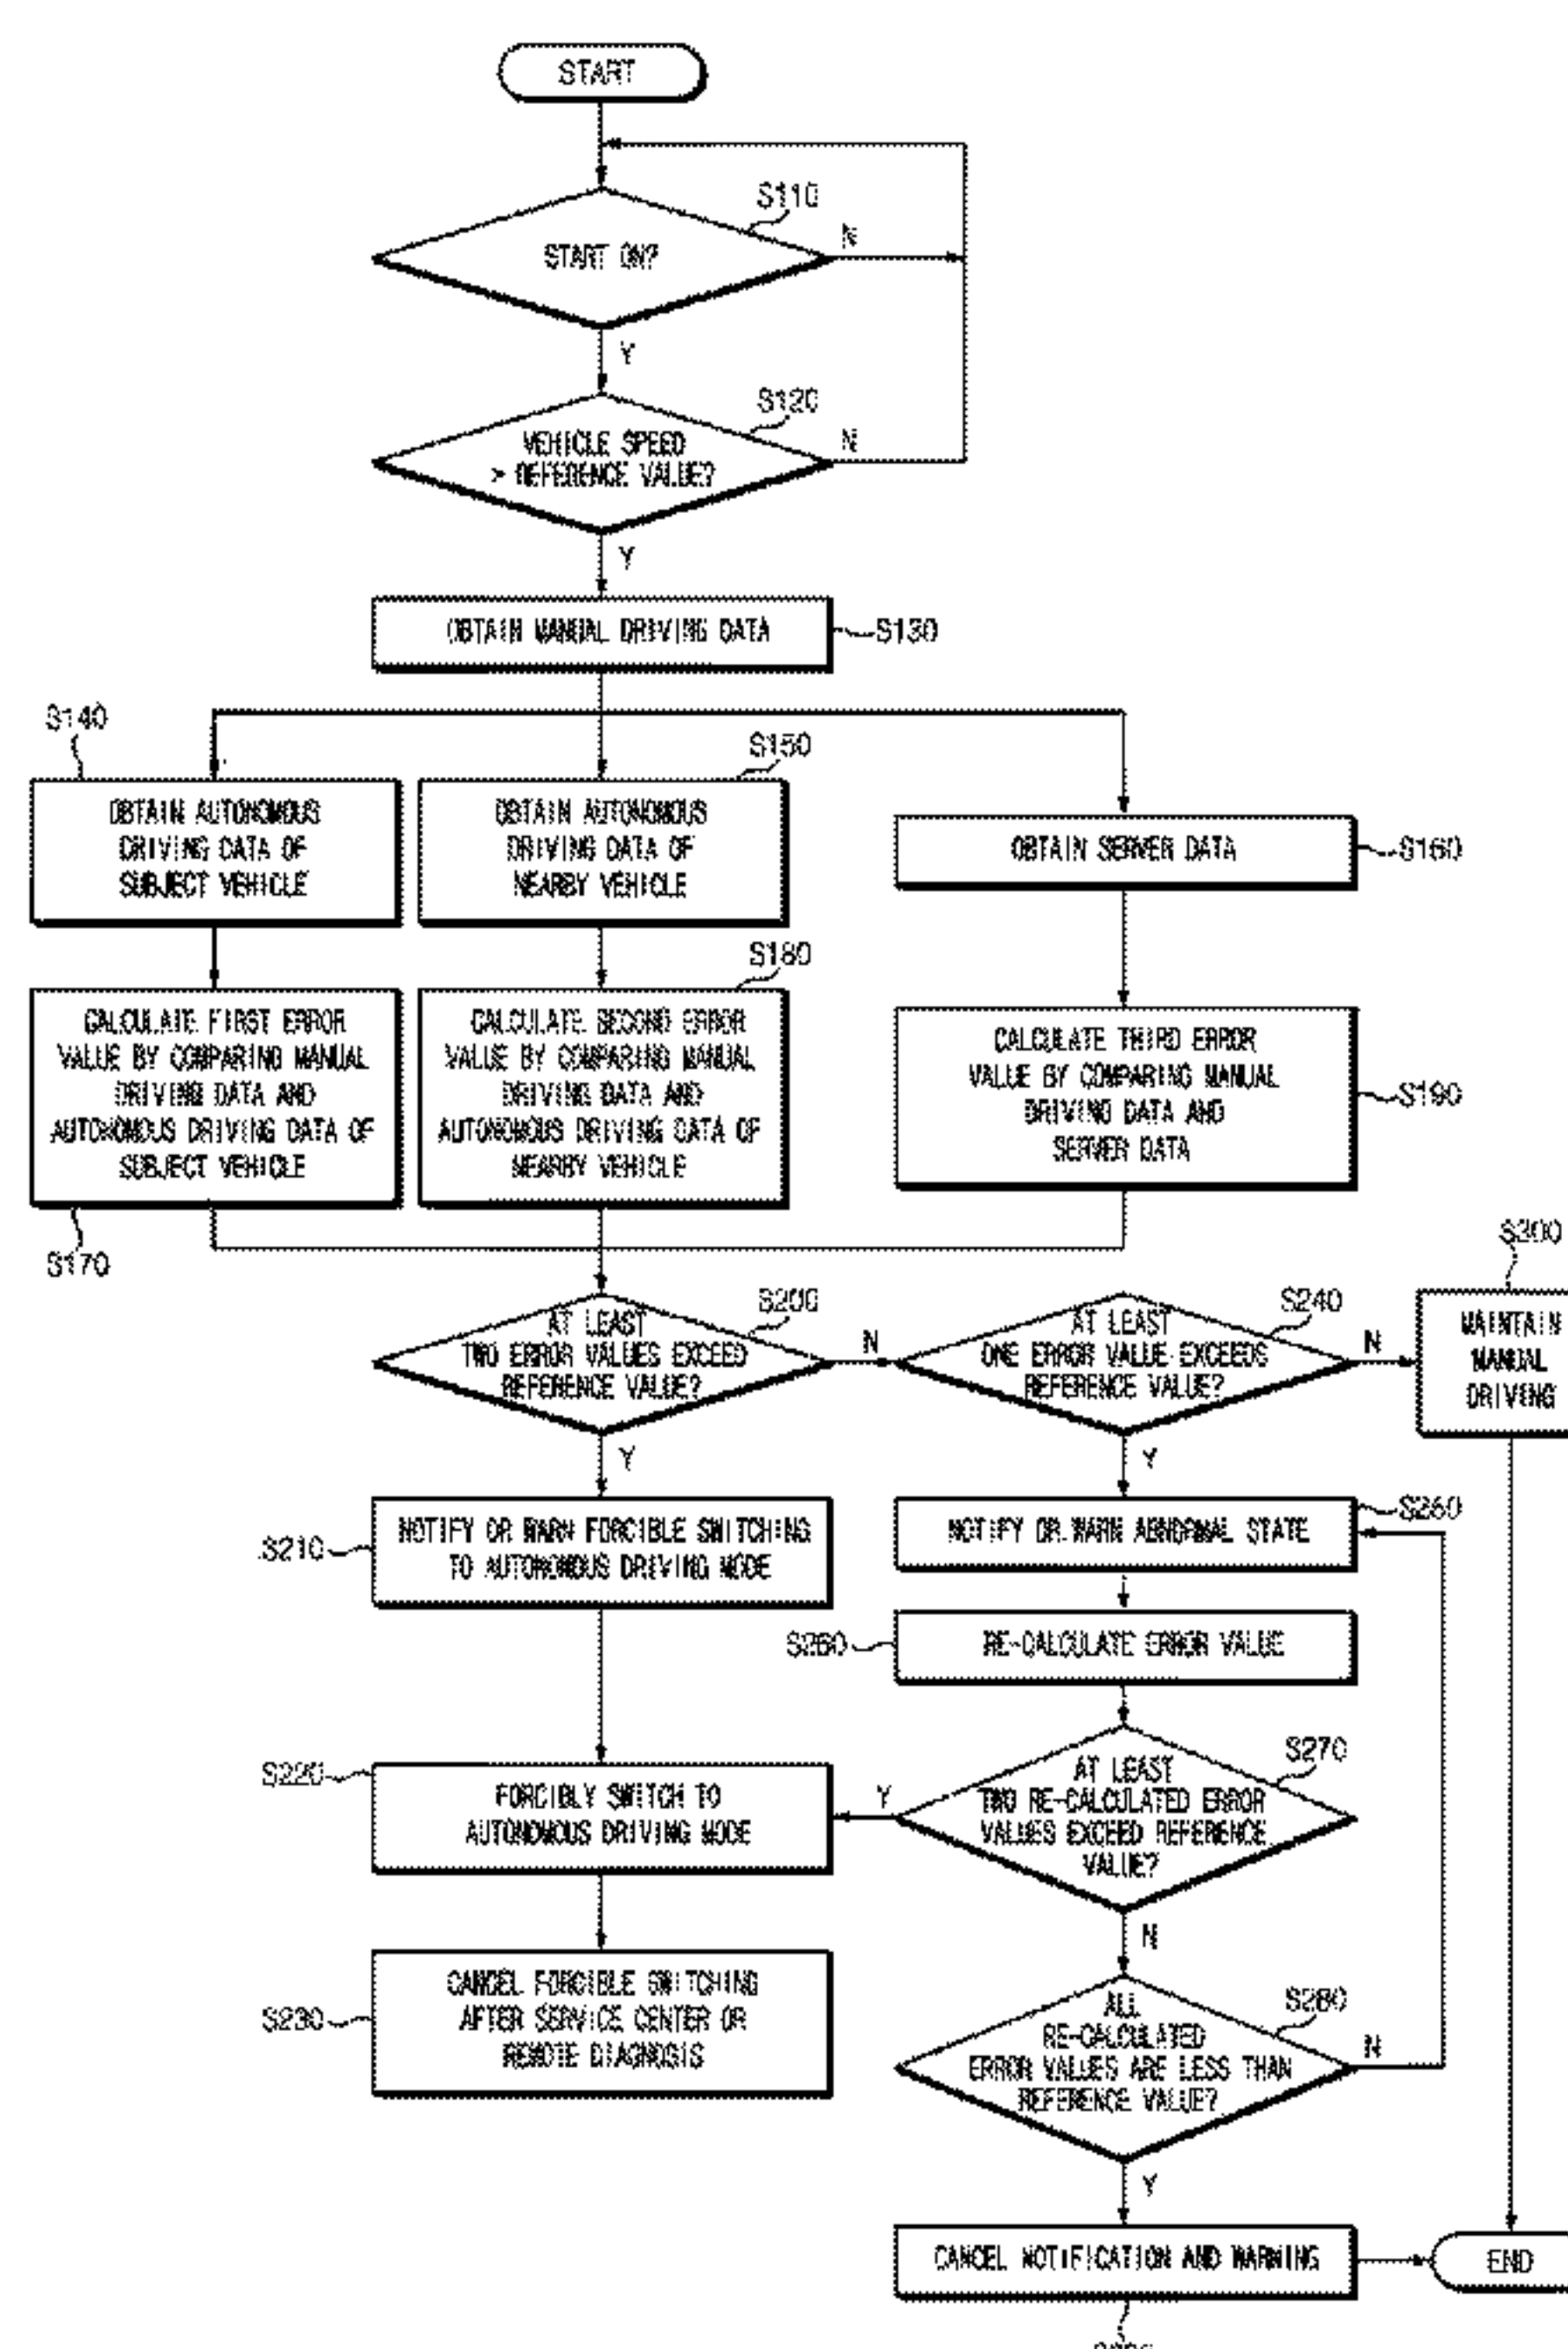 START
S110
START ON?
N
Y
S120
VEHICLE SPEED
> REFERENCE VALUE?
N
Y
OBTAIN MANUAL DRIVING DATA
S130
S140
S150
OBTAIN AUTONOMOUS
DRIVING DATA OF
SUBJECT VEHICLE
OBTAIN AUTONOMOUS
DRIVING DATA OF
NEARBY VEHICLE
OBTAIN SERVER DATA
S160
S180
CALCULATE FIRST ERROR
VALUE BY COMPARING MANUAL
DRIVING DATA AND
AUTONOMOUS DRIVING DATA OF
SUBJECT VEHICLE
CALCULATE SECOND ERROR
VALUE BY COMPARING MANUAL
DRIVING DATA AND
AUTONOMOUS DRIVING DATA OF
NEARBY VEHICLE
CALCULATE THIRD ERROR
VALUE BY COMPARING MANUAL
DRIVING DATA AND
SERVER DATA
S190
S170
S300
S200
AT LEAST
TWO ERROR VALUES EXCEED
REFERENCE VALUE?
N
Y
S240
AT LEAST
ONE ERROR VALUE EXCEEDS
REFERENCE VALUE?
N
Y
MAINTAIN
MANUAL
DRIVING
S210
NOTIFY OR WARN FORCIBLE SWITCHING
TO AUTONOMOUS DRIVING MODE
NOTIFY OR WARN ABNORMAL STATE
S250
S260
RE-CALCULATE ERROR VALUE
S220
FORCIBLY SWITCH TO
AUTONOMOUS DRIVING MODE
Y
S270
AT LEAST
TWO RE-CALCULATED ERROR
VALUES EXCEED REFERENCE
VALUE?
N
S230
CANCEL FORCIBLE SWITCHING
AFTER SERVICE CENTER OR
REMOTE DIAGNOSIS
S280
ALL
RE-CALCULATED
ERROR VALUES ARE LESS THAN
REFERENCE VALUE?
N
Y
CANCEL NOTIFICATION AND WARNING
END